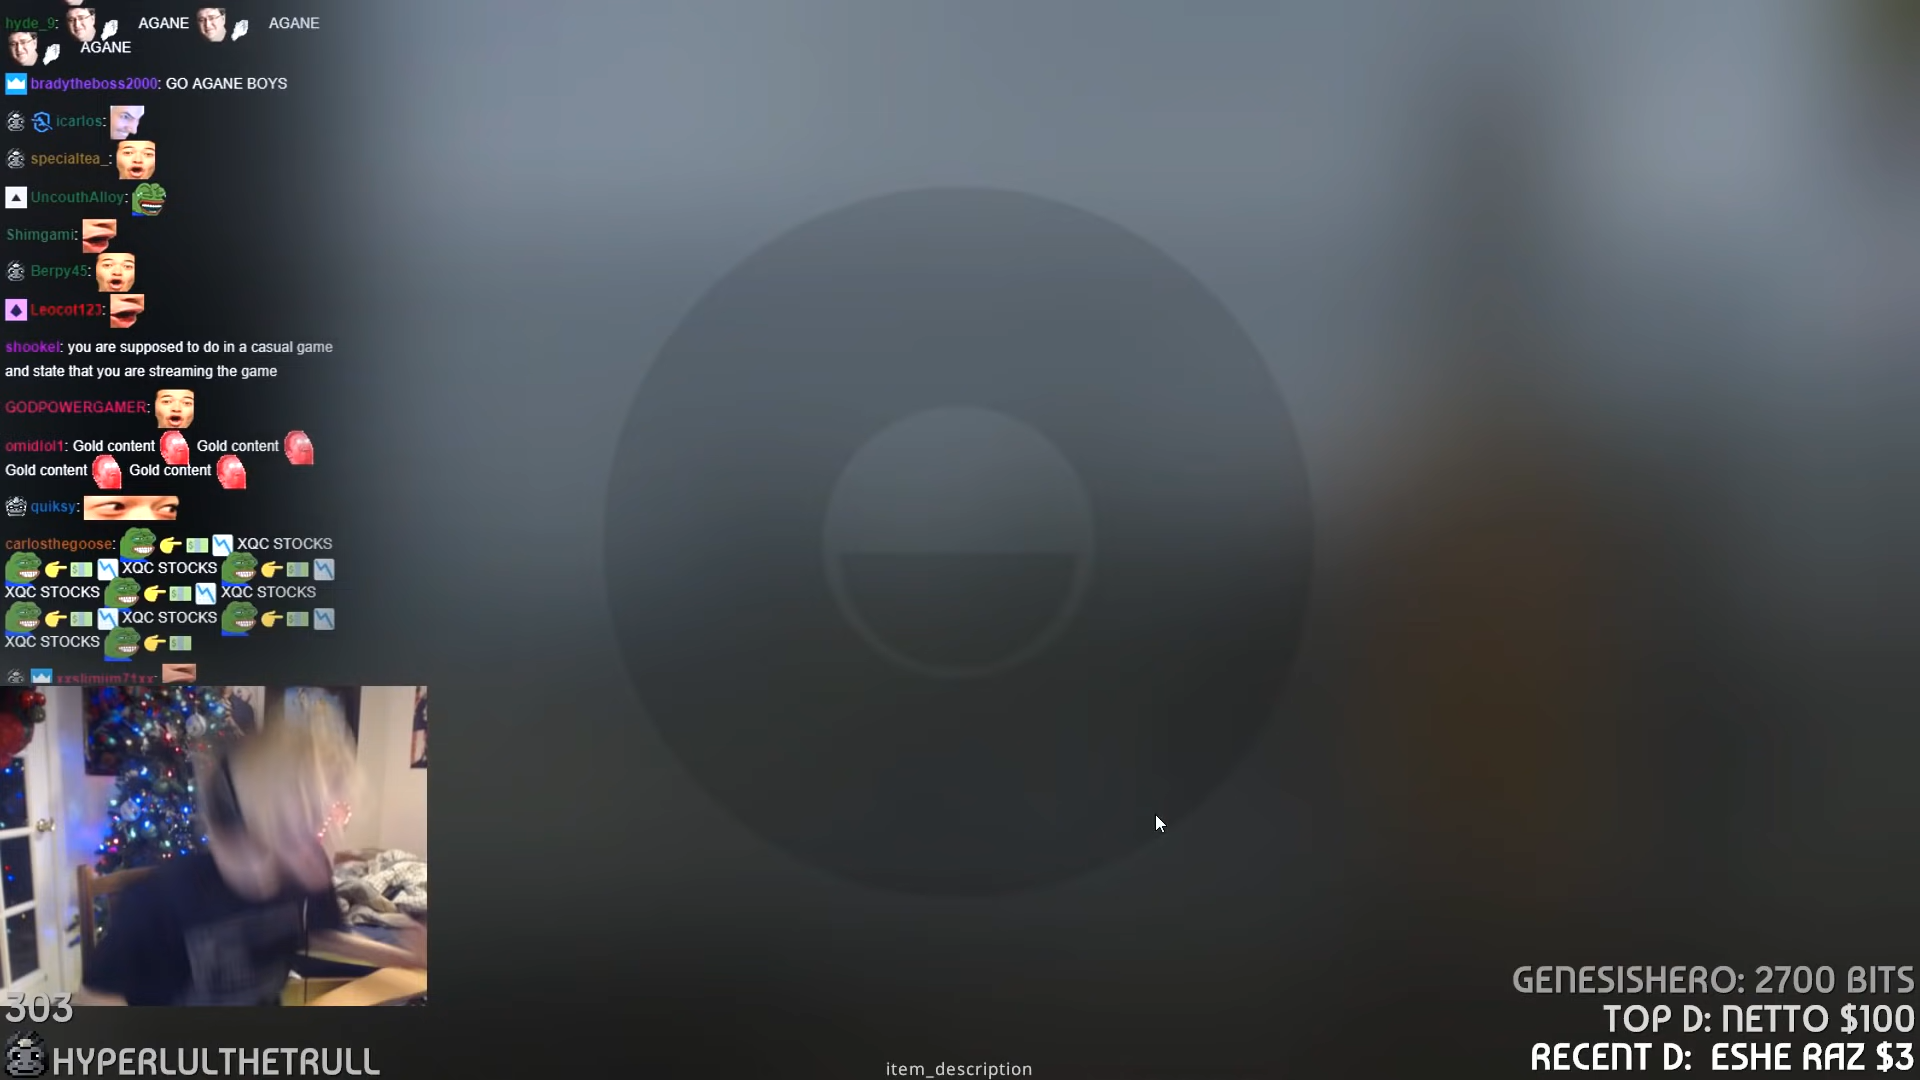 hyde_9: AGANE AGANE
AGANE
bradytheboss2000: GO AGANE BOYS
icarlos:
specialtea_:
UncouthAlloy:
Shimgami:
Berpy45:
Leocot123:
shookel: you are supposed to do in a casual game
and state that you are streaming the game
GODPOWERGAMER:
omidlol1: Gold content Gold content
Gold content Gold content
quiksy:
carlosthegoose: XQC STOCKS
XQC STOCKS
XQC STOCKS XQC STOCKS
XQC STOCKS
XQC STOCKS
303
HYPERLULTHETRULL
item_description
GENESISHERO: 2700 BITS
TOP D: NETTO $100
RECENT D: ESHE RAZ $3